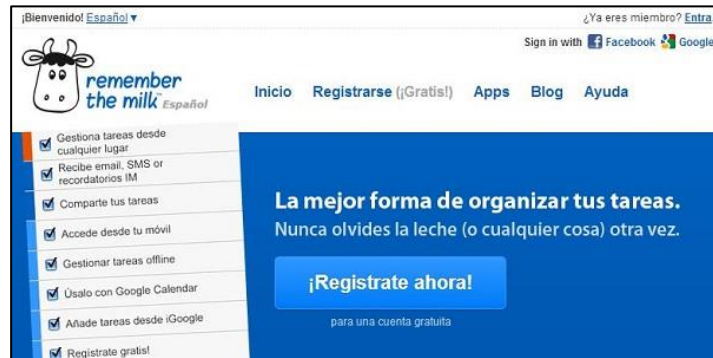 ¡Bienvenido! Español ▼
¿Ya eres miembro? Entra
Sign in with Facebook Google
remember
the milk™ Español
Inicio Registrarse (¡Gratis!) Apps Blog Ayuda
Gestiona tareas desde
cualquier lugar
Recibe email, SMS or
recordatorios IM
Comparte tus tareas
Accede desde tu móvil
Gestionar tareas offline
Úsalo con Google Calendar
Añade tareas desde iGoogle
Registrate gratis!
La mejor forma de organizar tus tareas.
Nunca olvides la leche (o cualquier cosa) otra vez.
¡Registrate ahora!
para una cuenta gratuita